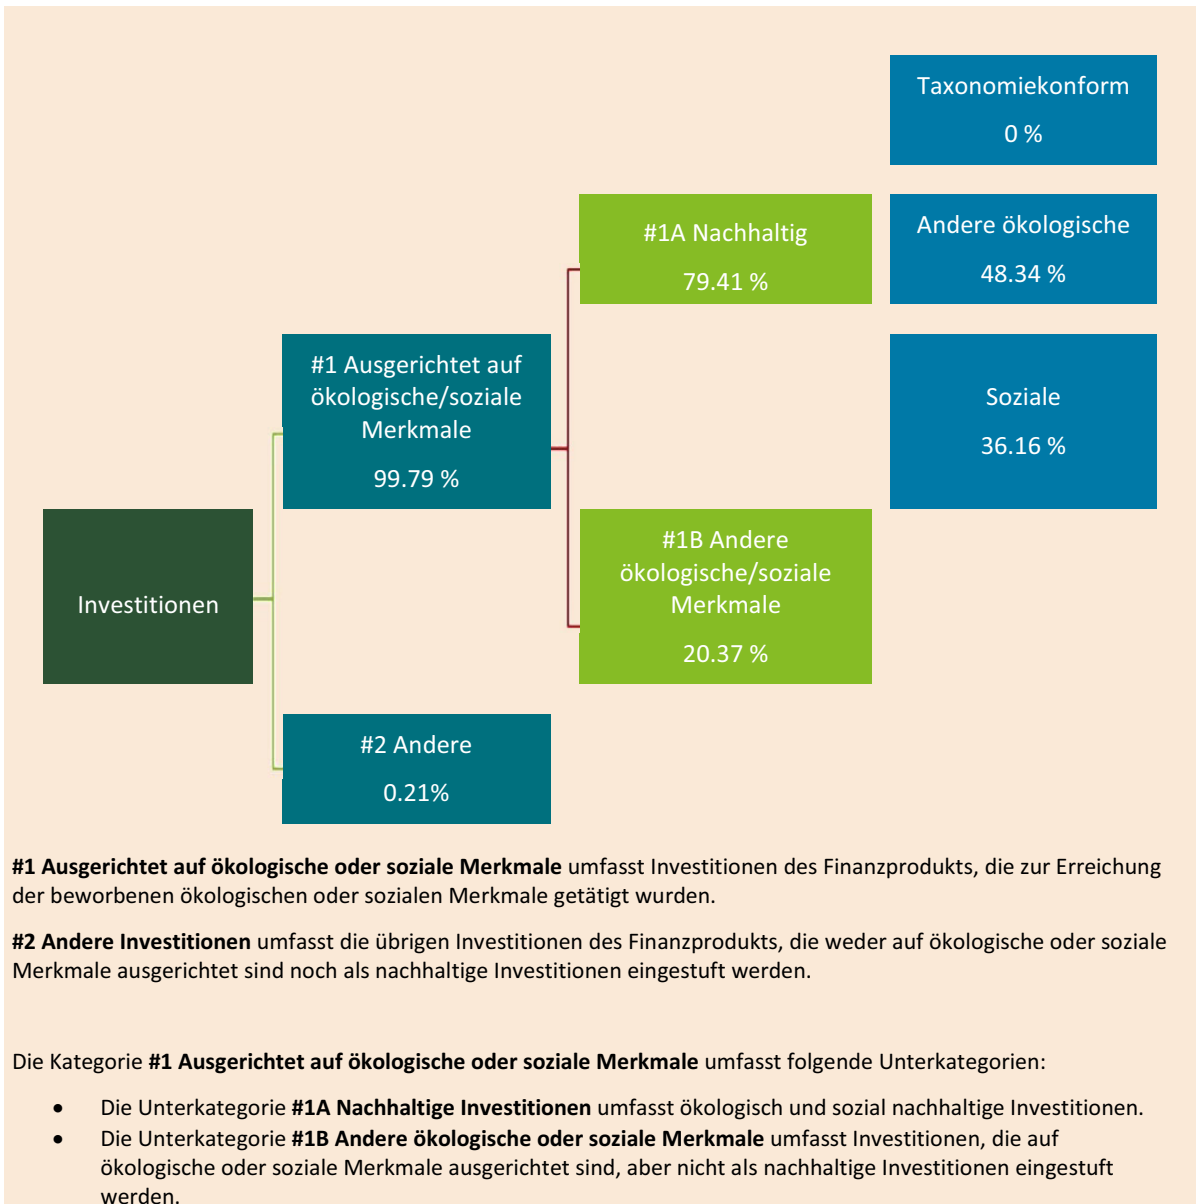 Taxonomiekonform
0 %
#1A Nachhaltig
79.41 %
Andere ökologische
48.34 %
#1 Ausgerichtet auf
ökologische/soziale
Merkmale
99.79 %
Soziale
36.16 %
Investitionen
#1B Andere
ökologische/soziale
Merkmale
20.37 %
#2 Andere
0.21%
#1 Ausgerichtet auf ökologische oder soziale Merkmale umfasst Investitionen des Finanzprodukts, die zur Erreichung
der beworbenen ökologischen oder sozialen Merkmale getätigt wurden.
#2 Andere Investitionen umfasst die übrigen Investitionen des Finanzprodukts, die weder auf ökologische oder soziale
Merkmale ausgerichtet sind noch als nachhaltige Investitionen eingestuft werden.
Die Kategorie #1 Ausgerichtet auf ökologische oder soziale Merkmale umfasst folgende Unterkategorien:
• Die Unterkategorie #1A Nachhaltige Investitionen umfasst ökologisch und sozial nachhaltige Investitionen.
• Die Unterkategorie #1B Andere ökologische oder soziale Merkmale umfasst Investitionen, die auf
ökologische oder soziale Merkmale ausgerichtet sind, aber nicht als nachhaltige Investitionen eingestuft
werden.